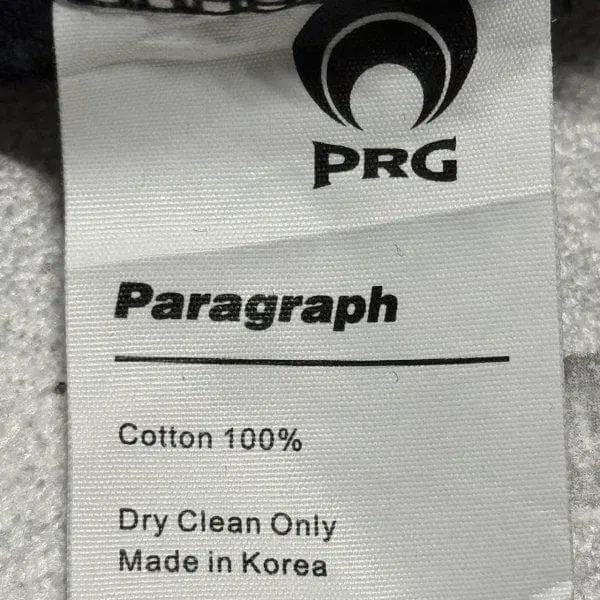 PRG
Paragraph
Cotton 100%
Dry Clean Only
Made in Korea